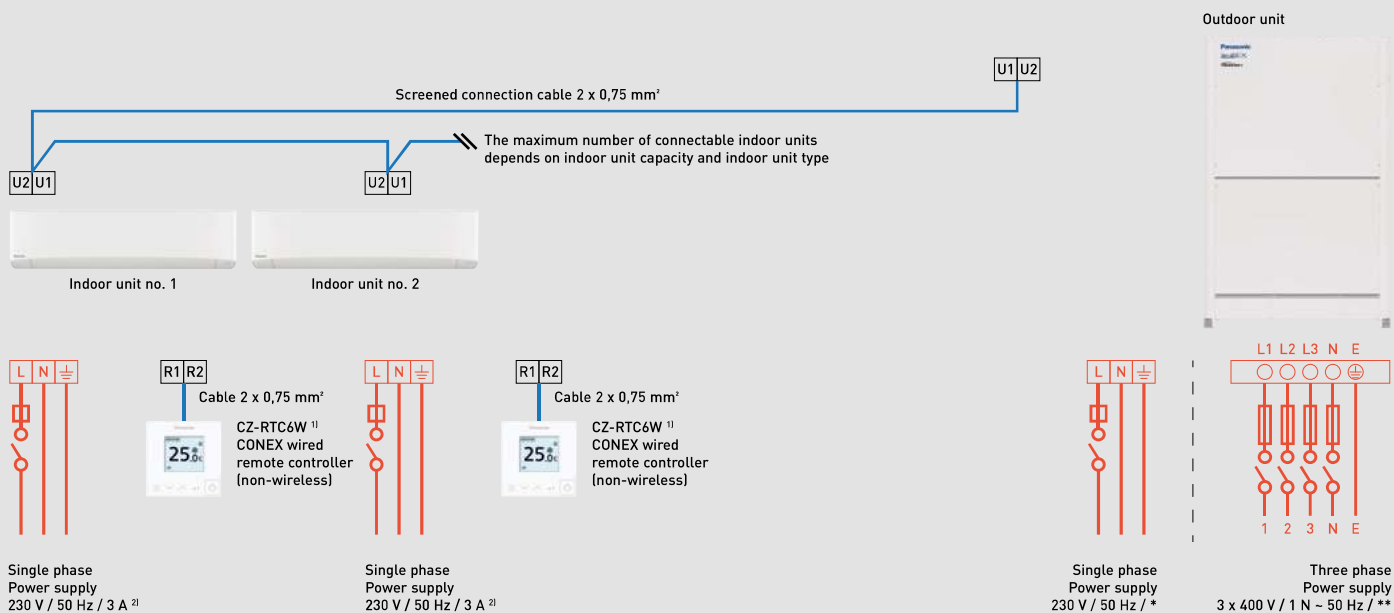 Outdoor unit
Panasonic
U1 U2
Screened connection cable 2 x 0,75 mm²
The maximum number of connectable indoor units
depends on indoor unit capacity and indoor unit type
U2 U1
U2 U1
Indoor unit no. 1
Indoor unit no. 2
L N
R1 R2
Cable 2 x 0,75 mm²
CZ-RTC6W 1)
CONEX wired
remote controller
(non-wireless)
25.0c
L N
R1 R2
Cable 2 x 0,75 mm²
CZ-RTC6W 1)
CONEX wired
remote controller
(non-wireless)
25.0c
L N
L1 L2 L3 N E
1 2 3 N E
Single phase
Power supply
230 V / 50 Hz / 3 A 2)
Single phase
Power supply
230 V / 50 Hz / 3 A 2)
Single phase
Power supply
230 V / 50 Hz / *
Three phase
Power supply
3 x 400 V / 1 N ~ 50 Hz / **